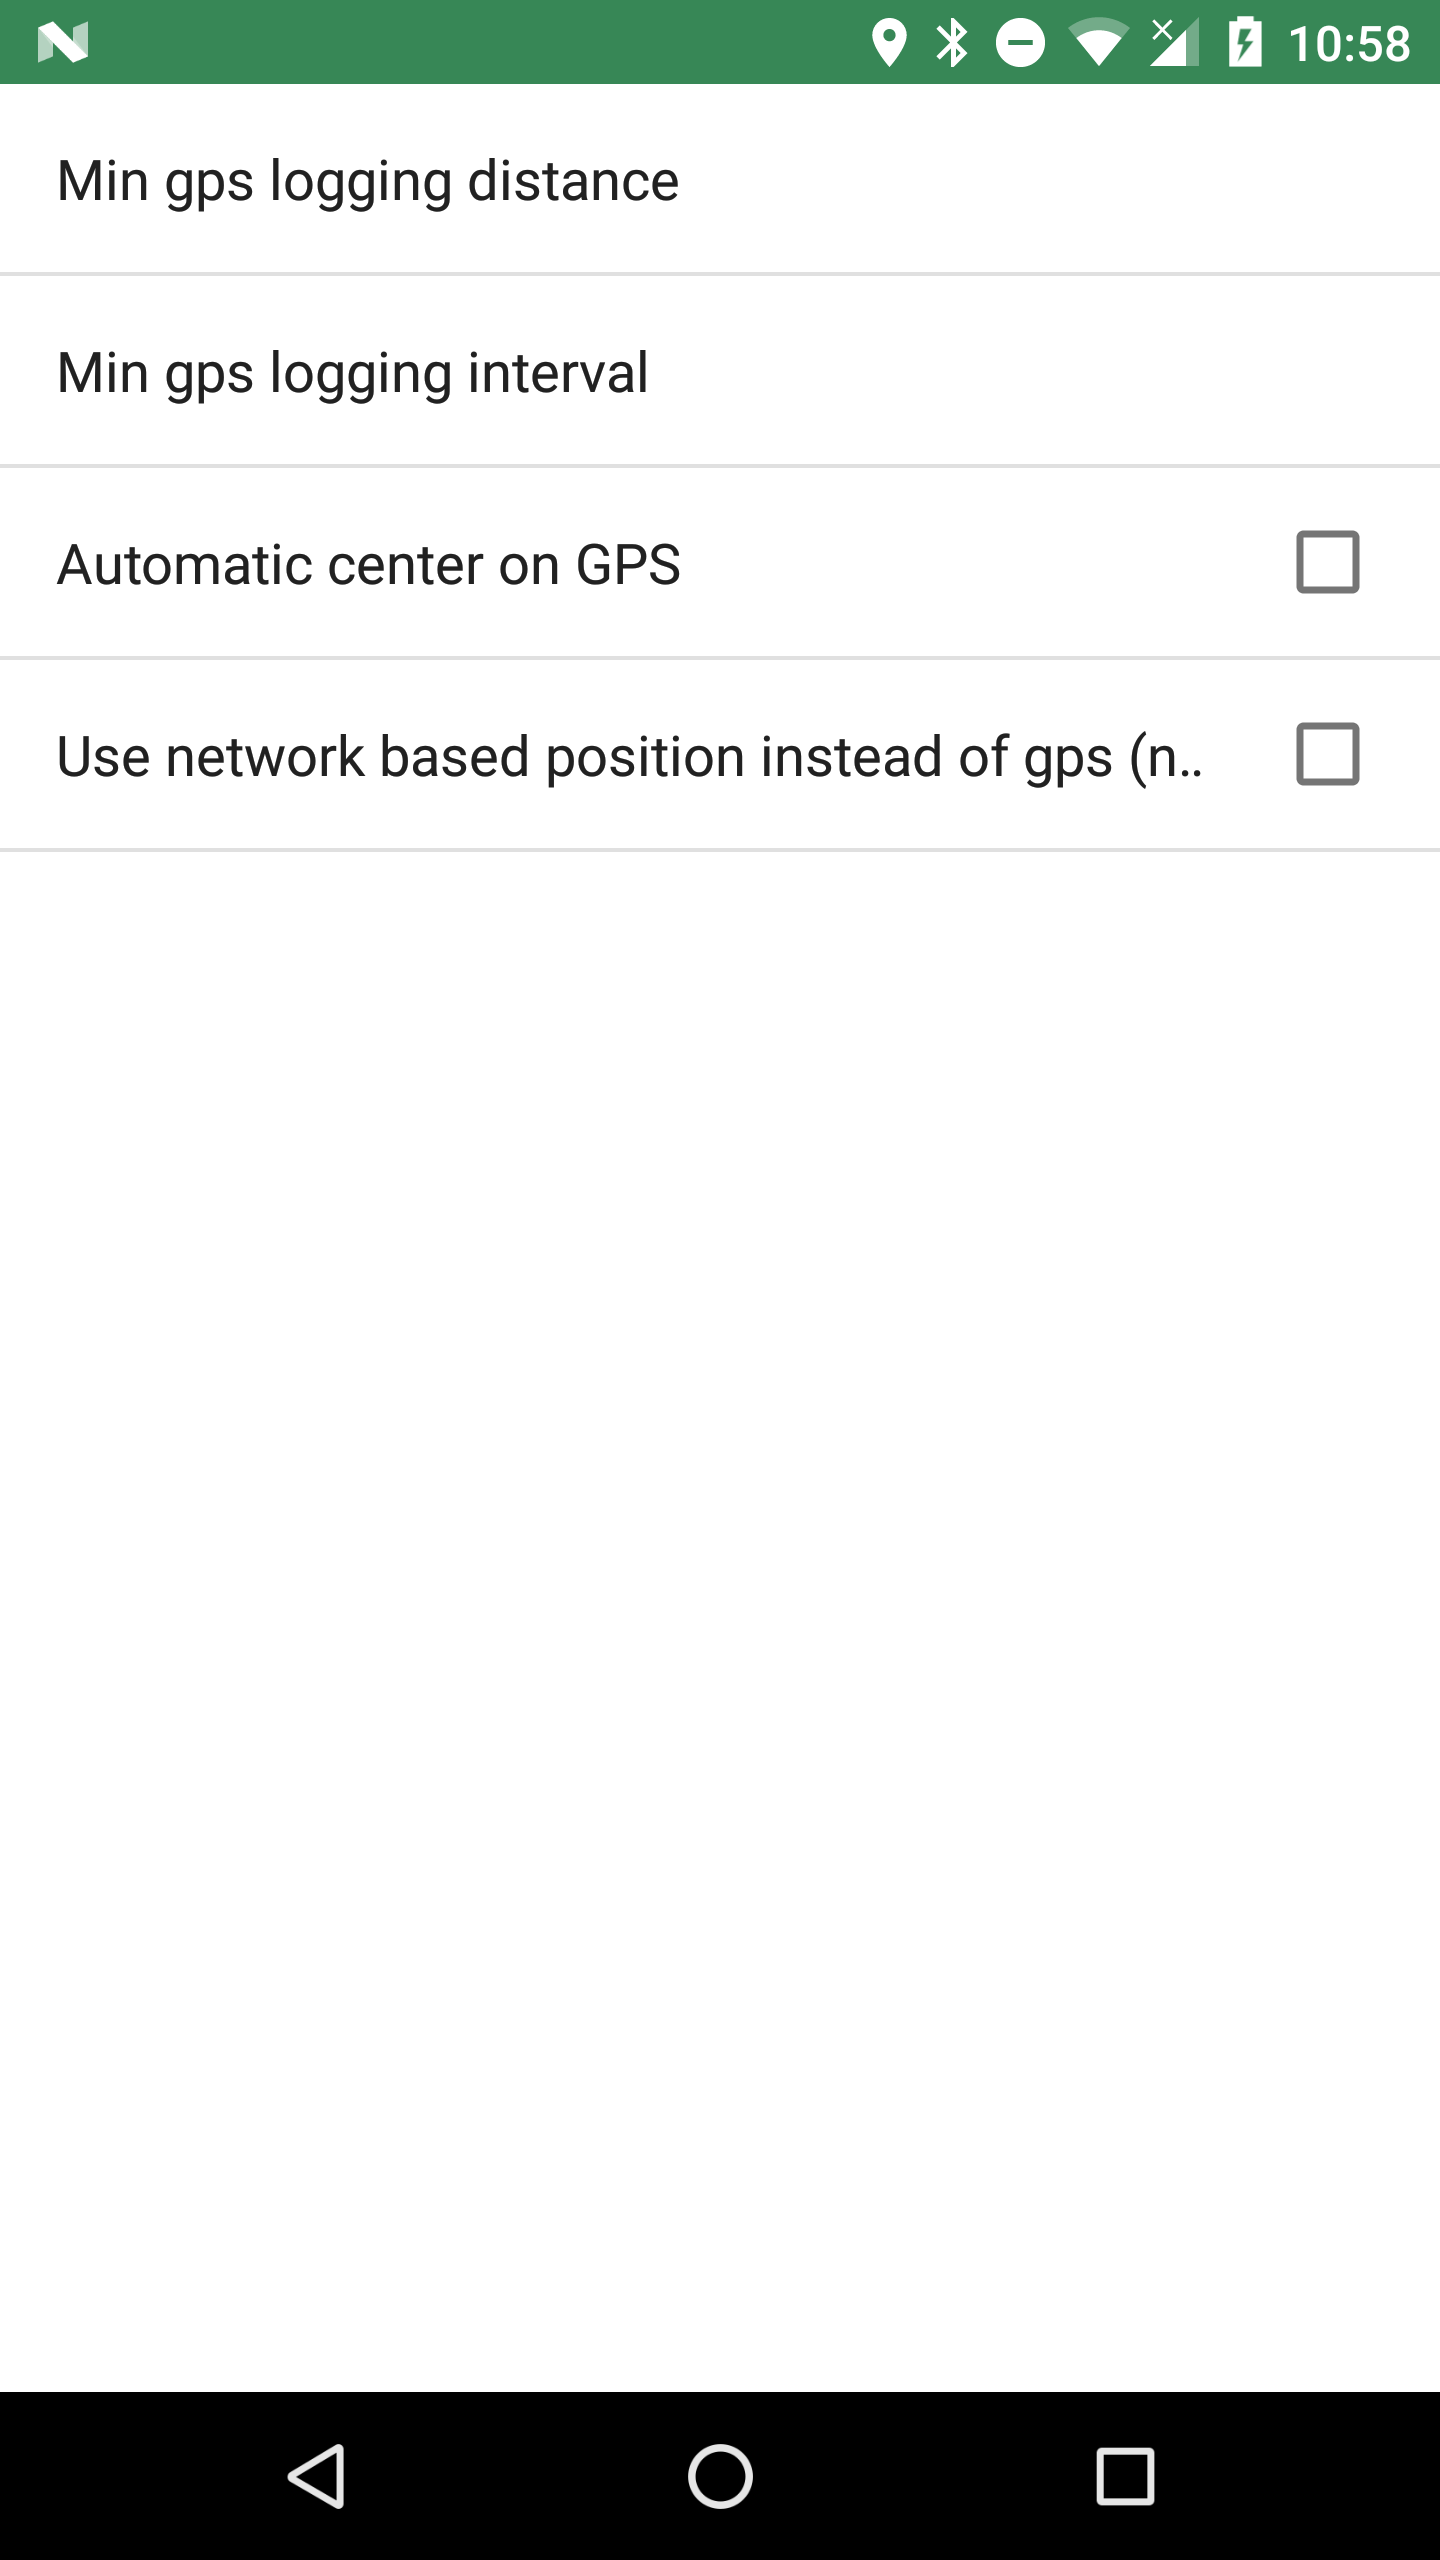 10:58
Min gps logging distance
Min gps logging interval
Automatic center on GPS
Use network based position instead of gps (n..